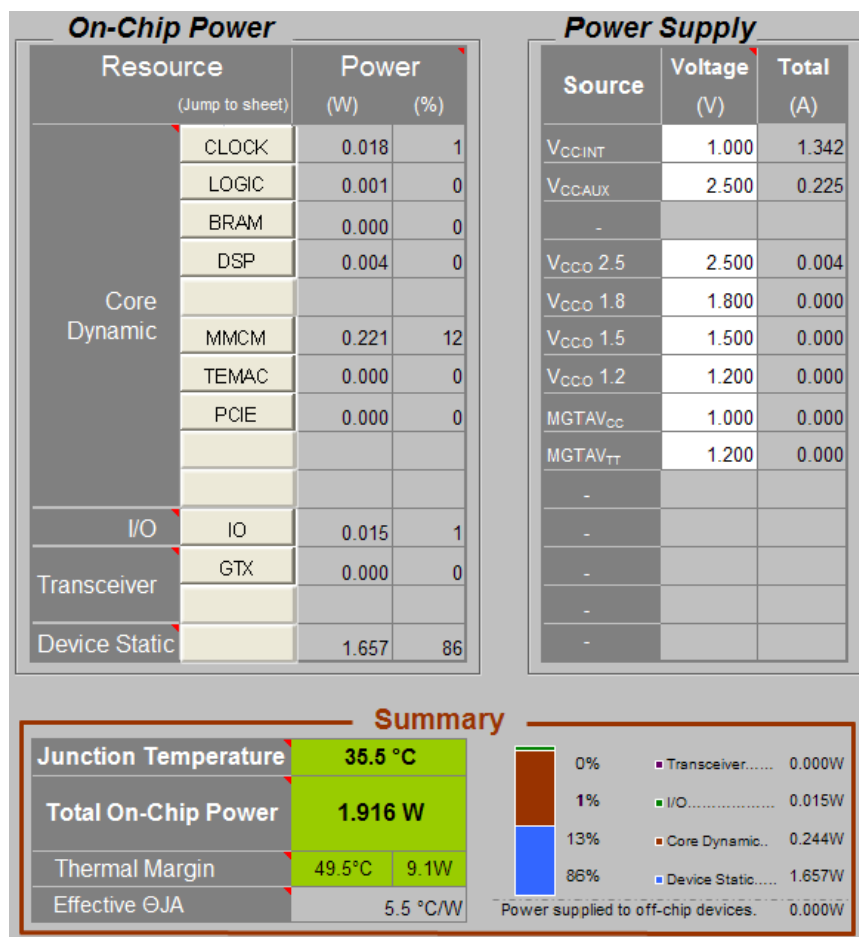 On-Chip Power
Resource Power
(Jump to sheet) (W) (%)
CLOCK 0.018 1
LOGIC 0.001 0
BRAM 0.000 0
DSP 0.004 0
Core
Dynamic
MMCM 0.221 12
TEMAC 0.000 0
PCIE 0.000 0
I/O IO 0.015 1
Transceiver GTX 0.000 0
Device Static 1.657 86
Power Supply
Source Voltage Total
(V) (A)
VCCINT 1.000 1.342
VCCAUX 2.500 0.225
-
VCCO 2.5 2.500 0.004
VCCO 1.8 1.800 0.000
VCCO 1.5 1.500 0.000
VCCO 1.2 1.200 0.000
MGTAVCC 1.000 0.000
MGTAVTT 1.200 0.000
-
-
-
-
-
Summary
Junction Temperature 35.5 °C
Total On-Chip Power 1.916 W
Thermal Margin 49.5°C 9.1W
Effective ΘJA 5.5 °C/W
0% Transceiver...... 0.000W
1% I/O.................. 0.015W
13% Core Dynamic.. 0.244W
86% Device Static..... 1.657W
Power supplied to off-chip devices. 0.000W